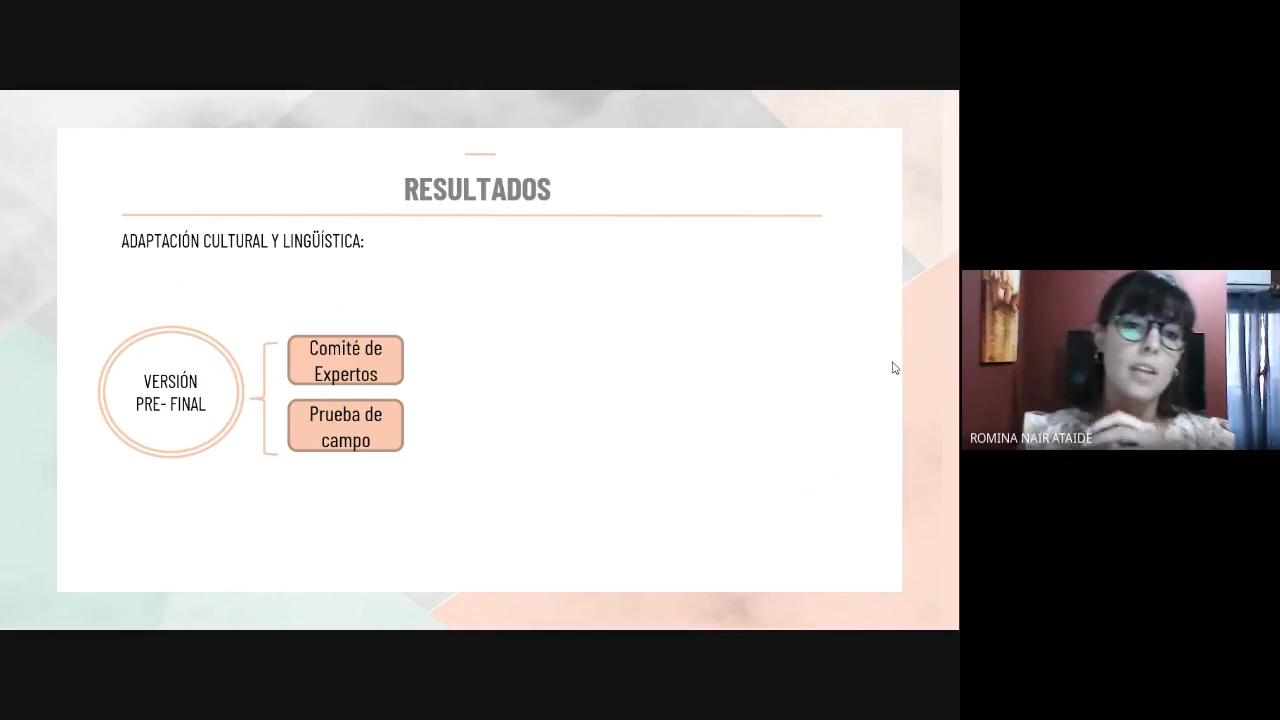 RESULTADOS
ADAPTACIÓN CULTURAL Y LINGÜÍSTICA:
VERSIÓN
PRE- FINAL
Comité de
Expertos
Prueba de
campo
ROMINA NAIR ATAIDE